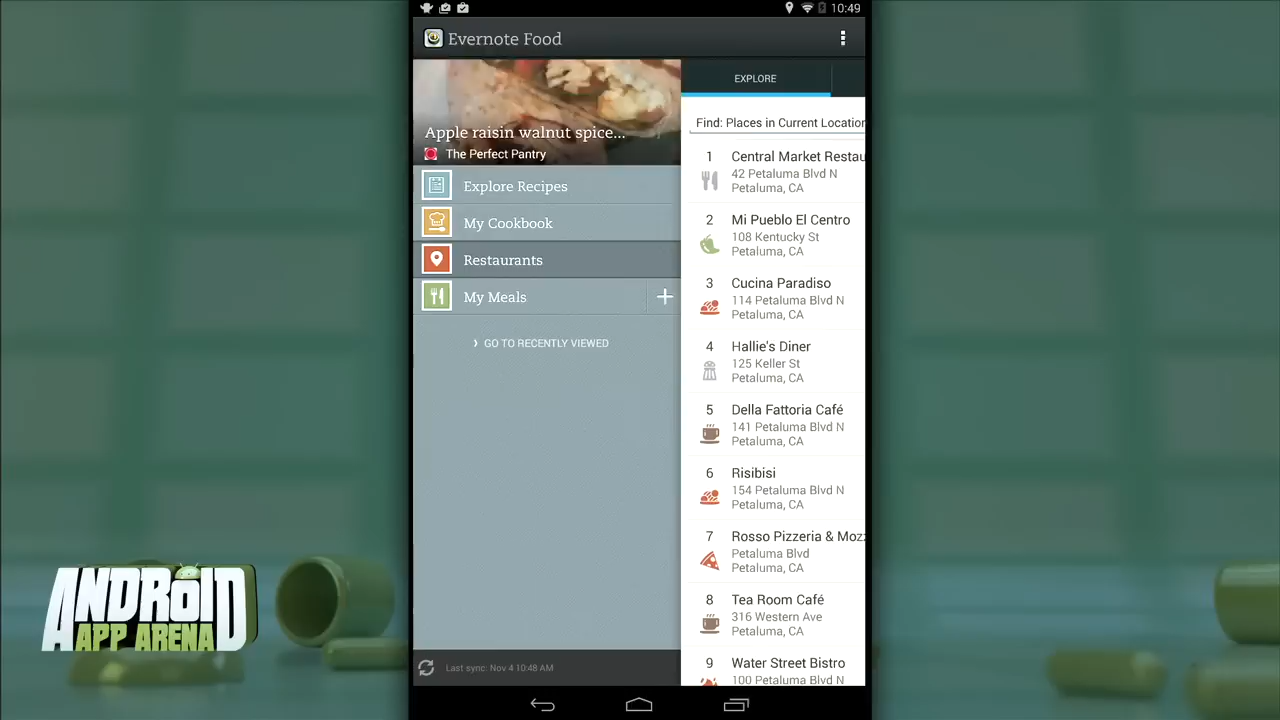 10:49
Evernote Food
Apple raisin walnut spice...
The Perfect Pantry
Explore Recipes
My Cookbook
Restaurants
My Meals
GO TO RECENTLY VIEWED
Last sync: Nov 4 10:48 AM
EXPLORE
Find: Places in Current Location
1 Central Market Restau
42 Petaluma Blvd N
Petaluma, CA
2 Mi Pueblo El Centro
108 Kentucky St
Petaluma, CA
3 Cucina Paradiso
114 Petaluma Blvd N
Petaluma, CA
4 Hallie's Diner
125 Keller St
Petaluma, CA
5 Della Fattoria Café
141 Petaluma Blvd N
Petaluma, CA
6 Risibisi
154 Petaluma Blvd N
Petaluma, CA
7 Rosso Pizzeria & Moz
Petaluma Blvd
Petaluma, CA
8 Tea Room Café
316 Western Ave
Petaluma, CA
9 Water Street Bistro
100 Petaluma Blvd N
ANDROID
APP ARENA